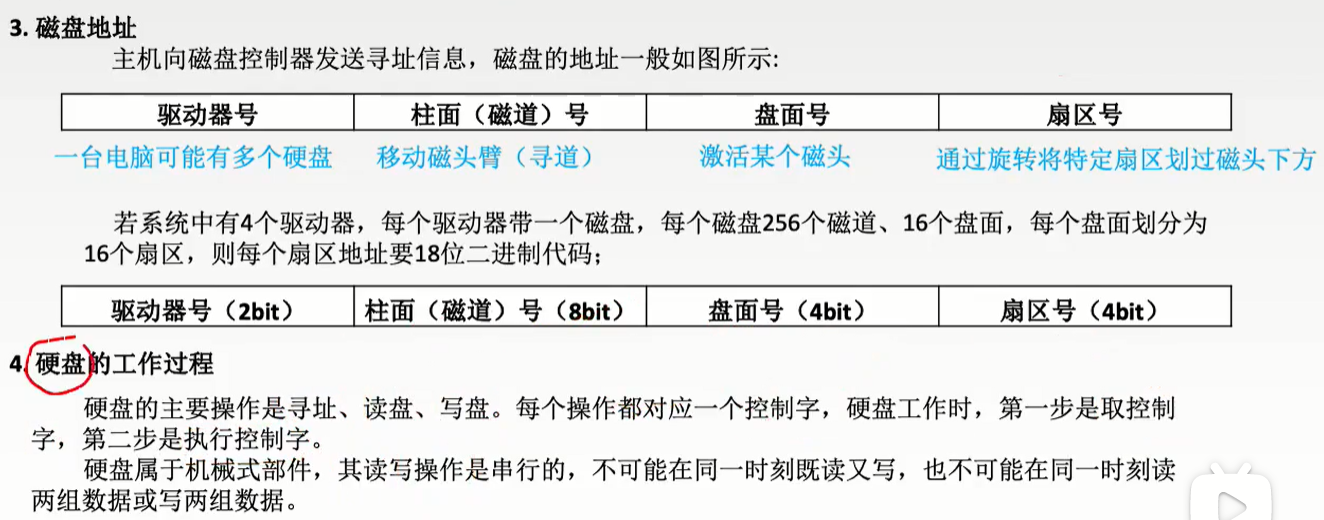 3. 磁盘地址
主机向磁盘控制器发送寻址信息，磁盘的地址一般如图所示:
驱动器号 柱面（磁道）号 盘面号 扇区号
一台电脑可能有多个硬盘 移动磁头臂（寻道） 激活某个磁头 通过旋转将特定扇区划过磁头下方
若系统中有4个驱动器，每个驱动器带一个磁盘，每个磁盘256个磁道、16个盘面，每个盘面划分为
16个扇区，则每个扇区地址要18位二进制代码；
驱动器号（2bit） 柱面（磁道）号（8bit） 盘面号（4bit） 扇区号（4bit）
4. 硬盘的工作过程
硬盘的主要操作是寻址、读盘、写盘。每个操作都对应一个控制字，硬盘工作时，第一步是取控制
字，第二步是执行控制字。
硬盘属于机械式部件，其读写操作是串行的，不可能在同一时刻既读又写，也不可能在同一时刻读
两组数据或写两组数据。